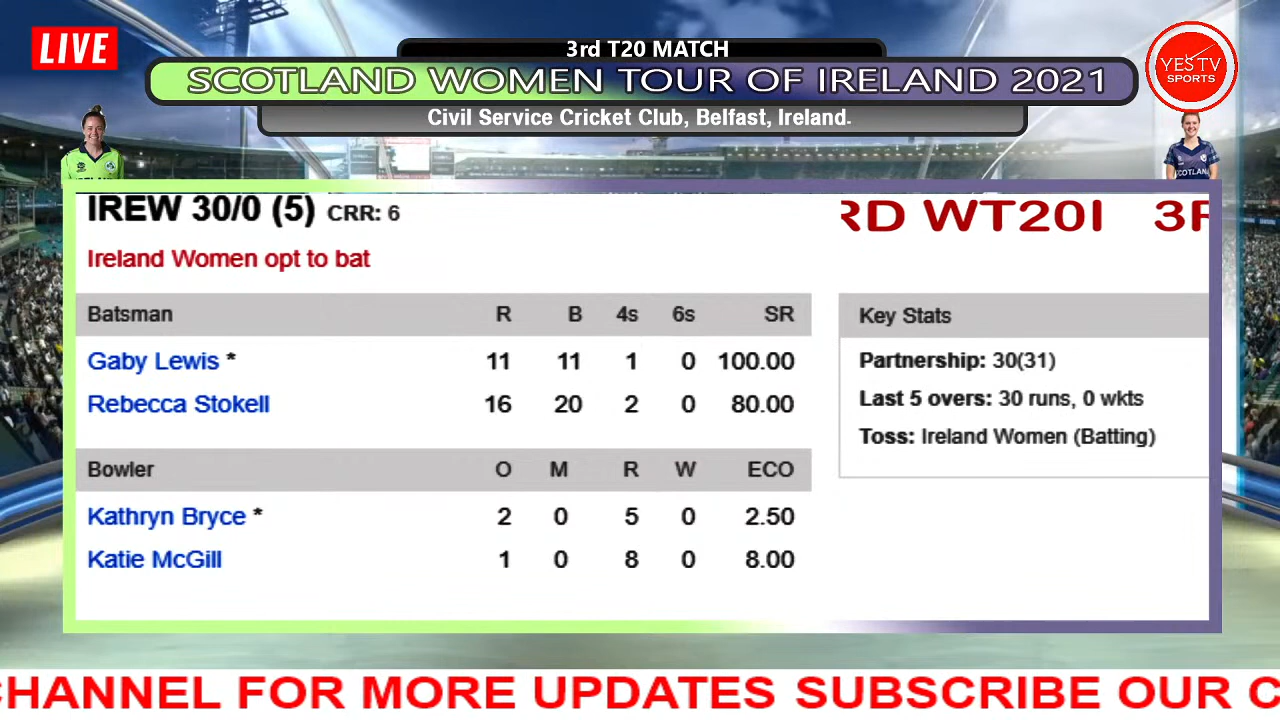 LIVE
3rd T20 MATCH
SCOTLAND WOMEN TOUR OF IRELAND 2021
YES TV
SPORTS
Civil Service Cricket Club, Belfast, Ireland.
SCOTLAN
IREW 30/0 (5) CRR: 6
RD WT20I 3R
Ireland Women opt to bat
Batsman R B 4s 6s SR
Gaby Lewis * 11 11 1 0 100.00
Rebecca Stokell 16 20 2 0 80.00
Bowler O M R W ECO
Kathryn Bryce * 2 0 5 0 2.50
Katie McGill 1 0 8 0 8.00
Key Stats
Partnership: 30(31)
Last 5 overs: 30 runs, 0 wkts
Toss: Ireland Women (Batting)
CHANNEL FOR MORE UPDATES SUBSCRIBE OUR C